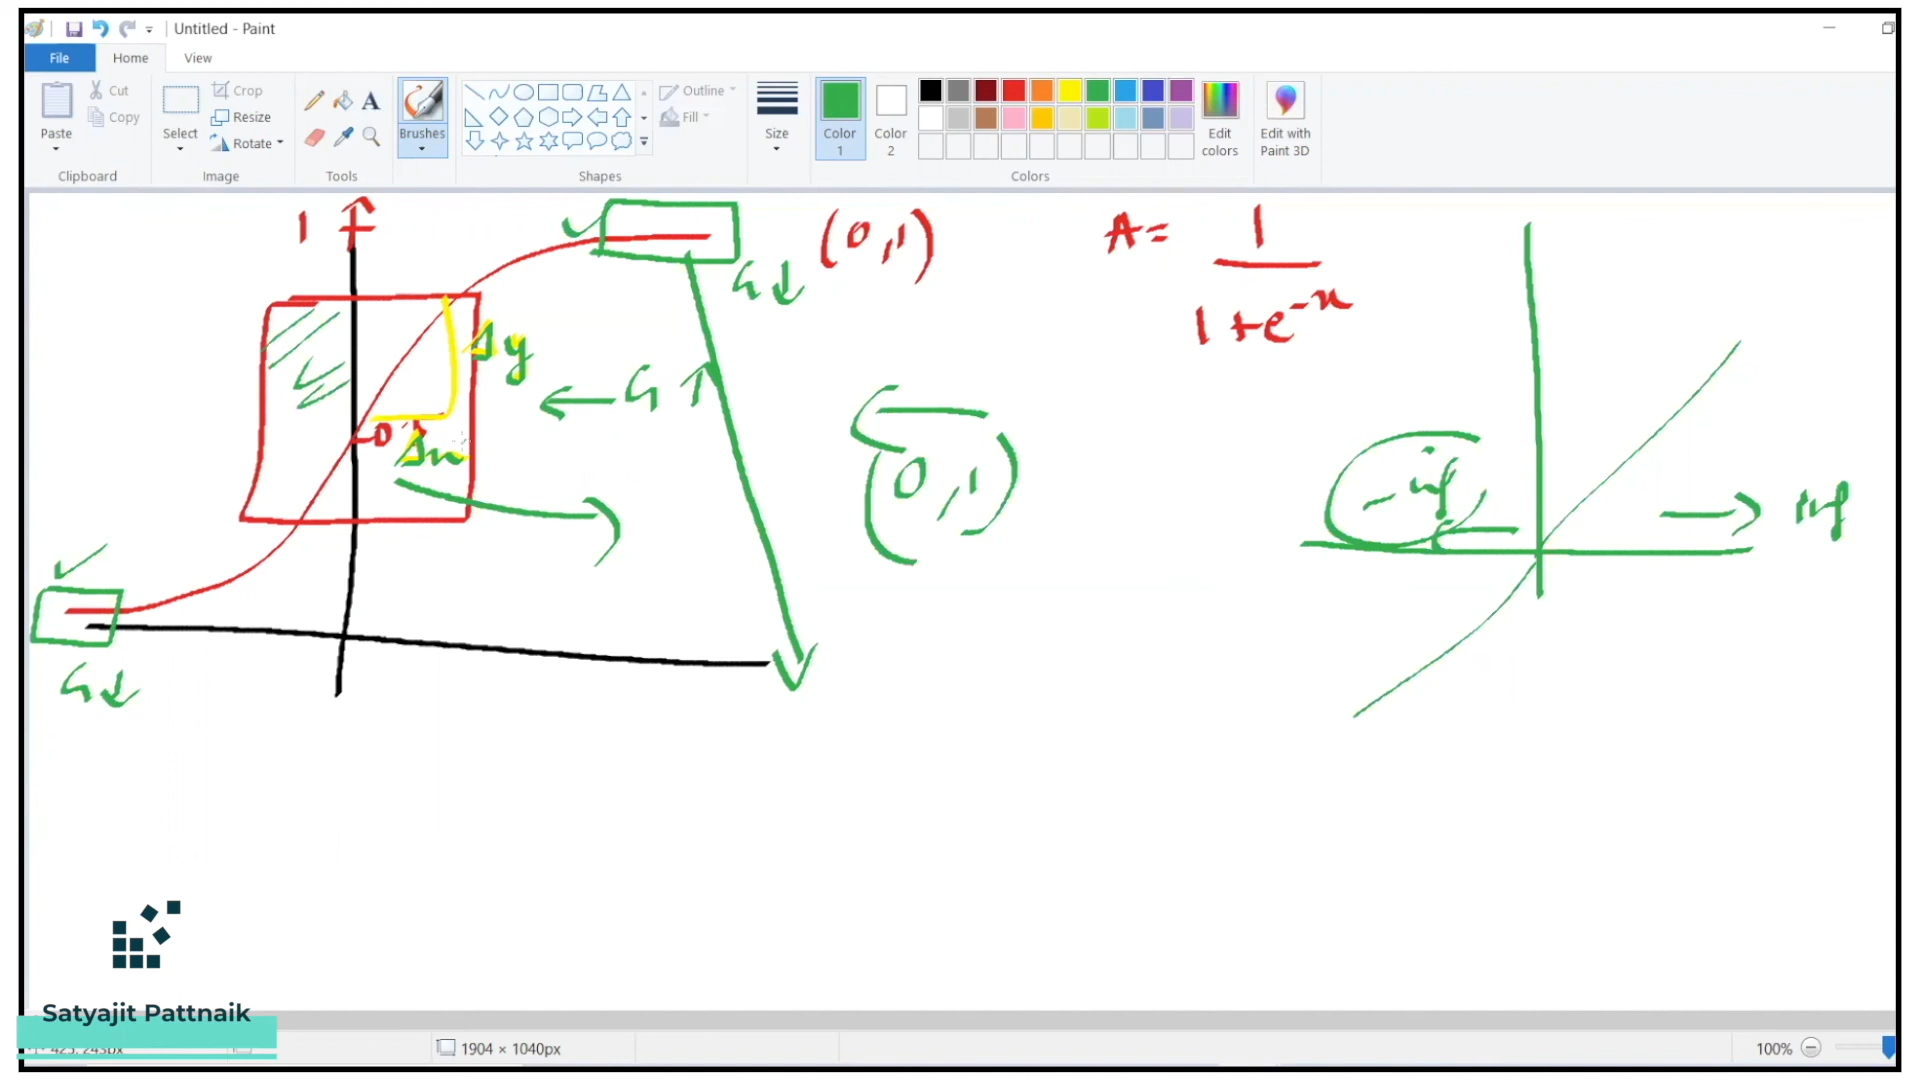 Untitled - Paint
File Home View
Paste
Cut
Copy
Clipboard
Select
Crop
Resize
Rotate
Image
A
Tools
Brushes
Shapes
Outline
Fill
Size
Color 1
Color 2
Edit colors
Edit with Paint 3D
Colors
1
(0,1)
A = 1
1+e^-x
G↓
Δy
← G ↑
Δx
(0,1)
-inf
→ inf
G↓
Satyajit Pattnaik
1904 × 1040px
100%